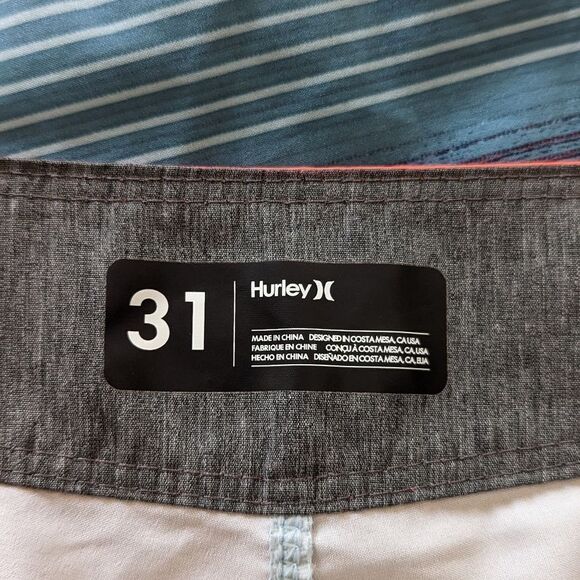 31
Hurley
MADE IN CHINA DESIGNED IN COSTA MESA, CA USA
FABRIQUE EN CHINE CONÇU À COSTA MESA, CA, USA
HECHO EN CHINA DISEÑADO EN COSTA MESA, CA, EUA